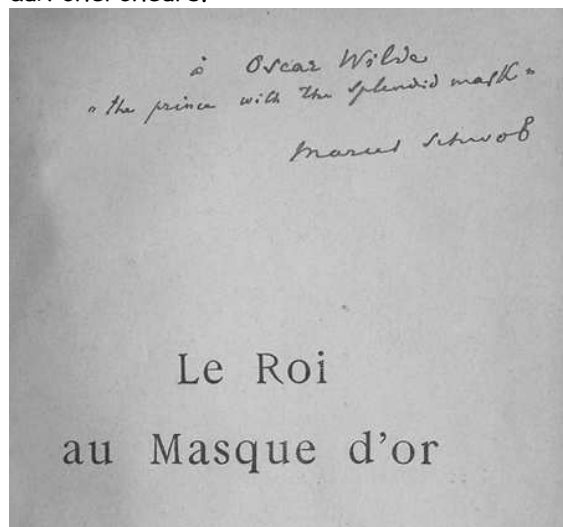 à Oscar Wilde
"the prince with the splendid mask"
Marcel Schwob
Le Roi
au Masque d'or